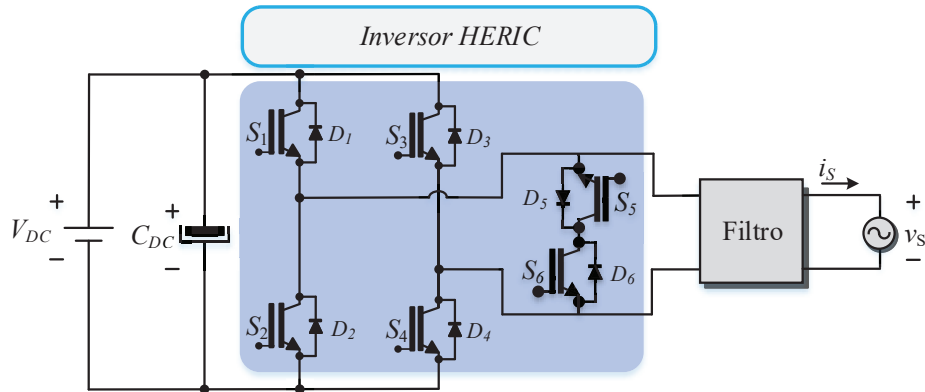 Inversor HERIC
S1
D1
S3
D3
+
VDC
−
+
CDC
−
D5
S5
S6
D6
S2
D2
S4
D4
Filtro
iS
+
vS
−